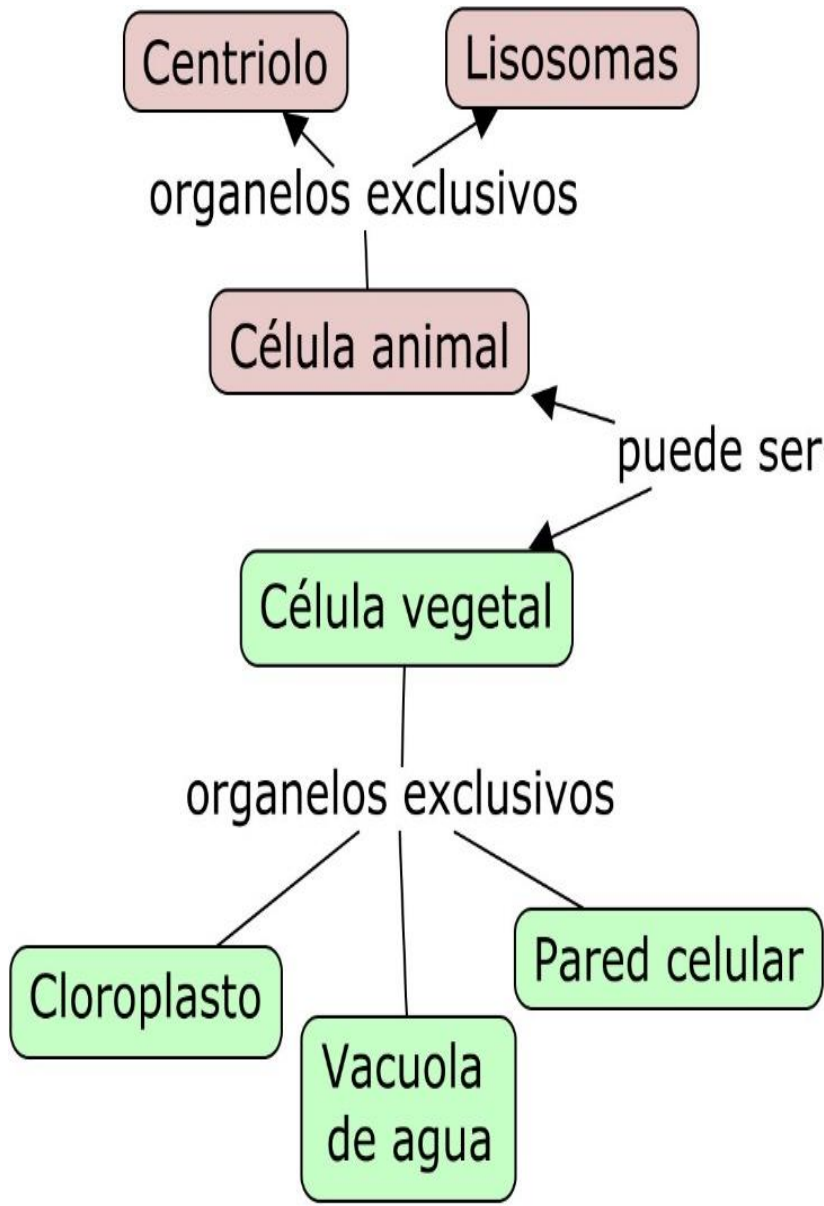 Centriolo
Lisosomas
organelos exclusivos
Célula animal
puede ser
Célula vegetal
organelos exclusivos
Cloroplasto
Pared celular
Vacuola
de agua